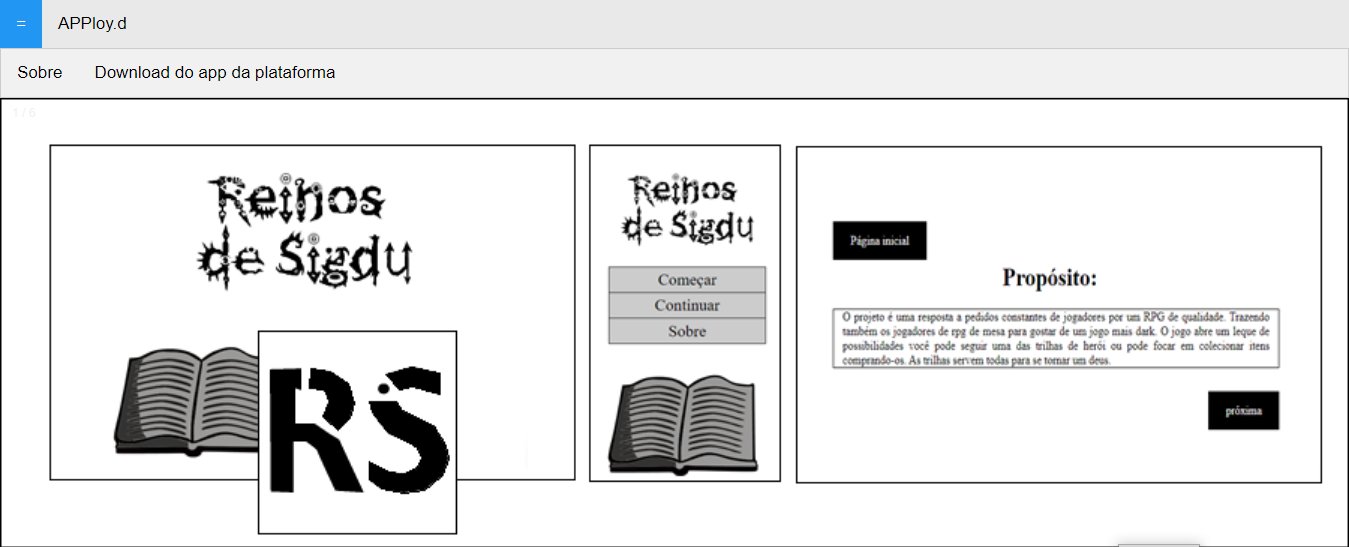 =
APPloy.d
Sobre
Download do app da plataforma
1 / 6
Reinos
de Sigdu
RS
Reinos
de Sigdu
Começar
Continuar
Sobre
Página inicial
Propósito:
O projeto é uma resposta a pedidos constantes de jogadores por um RPG de qualidade. Trazendo
também os jogadores de rpg de mesa para gostar de um jogo mais dark. O jogo abre um leque de
possibilidades você pode seguir uma das trilhas de herói ou pode focar em colecionar itens
comprando-os. As trilhas servem todas para se tornar um deus.
próxima